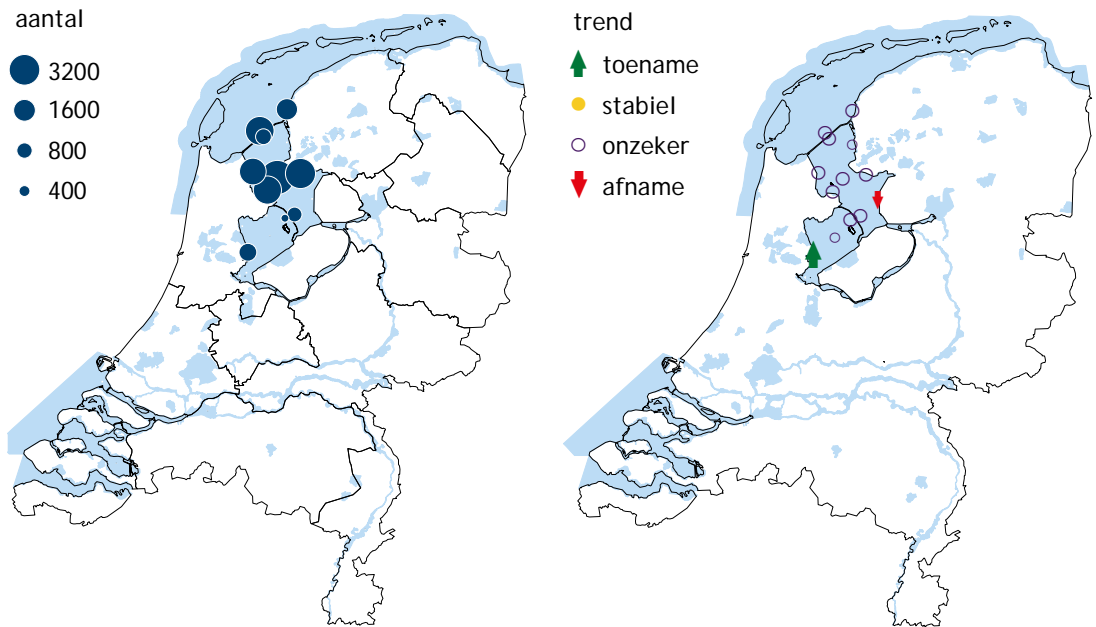 aantal
3200
1600
800
400
trend
toename
stabiel
onzeker
afname